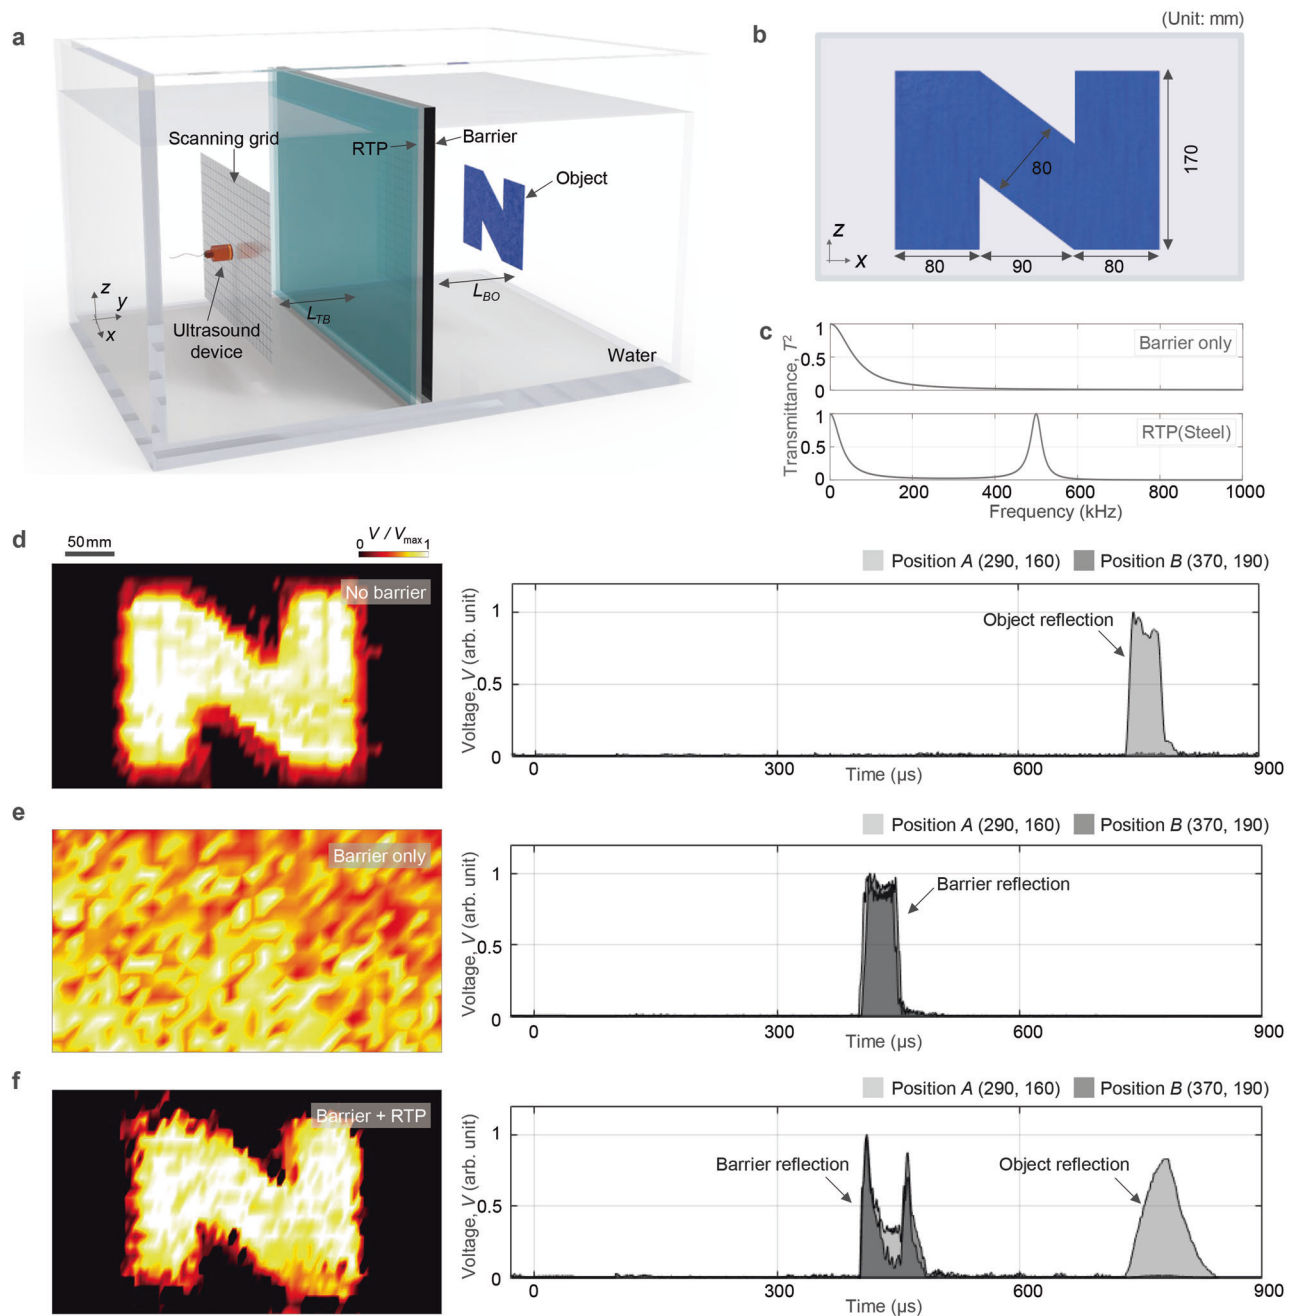 a
Scanning grid
RTP
Barrier
Object
Ultrasound
device
L_TB
L_BO
Water
z
y
x
b
(Unit: mm)
80
170
z
x
80
90
80
c
Transmittance, T²
1
0.5
0
Barrier only
1
0.5
0
RTP(Steel)
0
200
400
600
800
1000
Frequency (kHz)
d
50mm
V / Vmax
0
1
No barrier
Position A (290, 160)
Position B (370, 190)
Voltage, V (arb. unit)
1
0.5
0
Object reflection
0
300
600
900
Time (µs)
e
Barrier only
Position A (290, 160)
Position B (370, 190)
Voltage, V (arb. unit)
1
0.5
0
Barrier reflection
0
300
600
900
Time (µs)
f
Barrier + RTP
Position A (290, 160)
Position B (370, 190)
Voltage, V (arb. unit)
1
0.5
0
Barrier reflection
Object reflection
0
300
600
900
Time (µs)